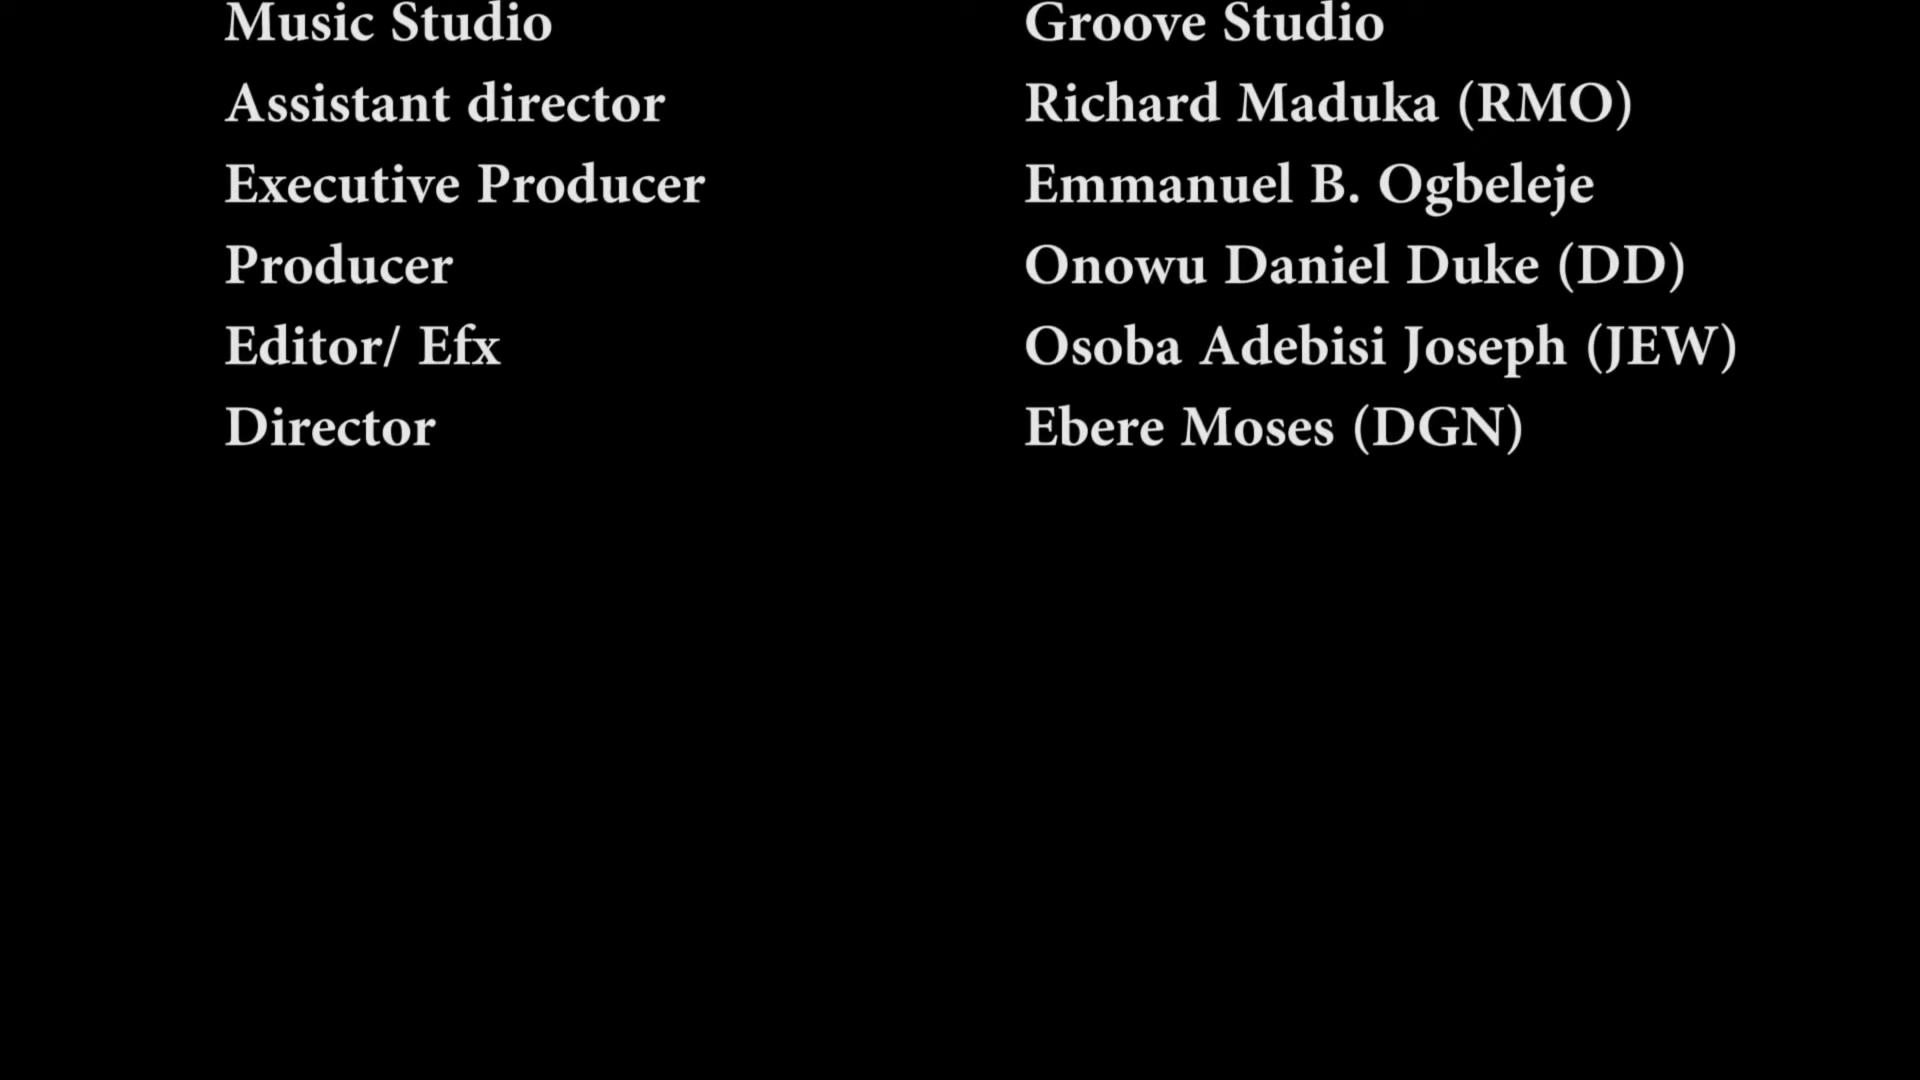 Music Studio Groove Studio
Assistant director Richard Maduka (RMO)
Executive Producer Emmanuel B. Ogbeleje
Producer Onowu Daniel Duke (DD)
Editor/ Efx Osoba Adebisi Joseph (JEW)
Director Ebere Moses (DGN)